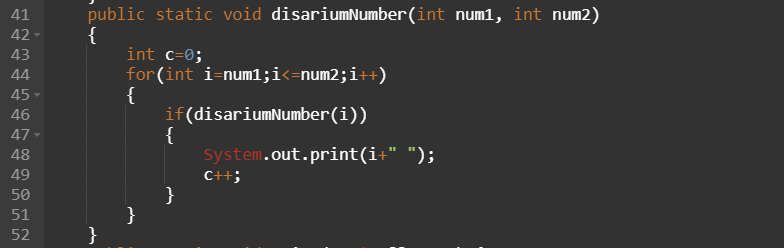 41 public static void disariumNumber(int num1, int num2)
42 {
43 int c=0;
44 for(int i=num1;i<=num2;i++)
45 {
46 if(disariumNumber(i))
47 {
48 System.out.print(i+" ");
49 c++;
50 }
51 }
52 }